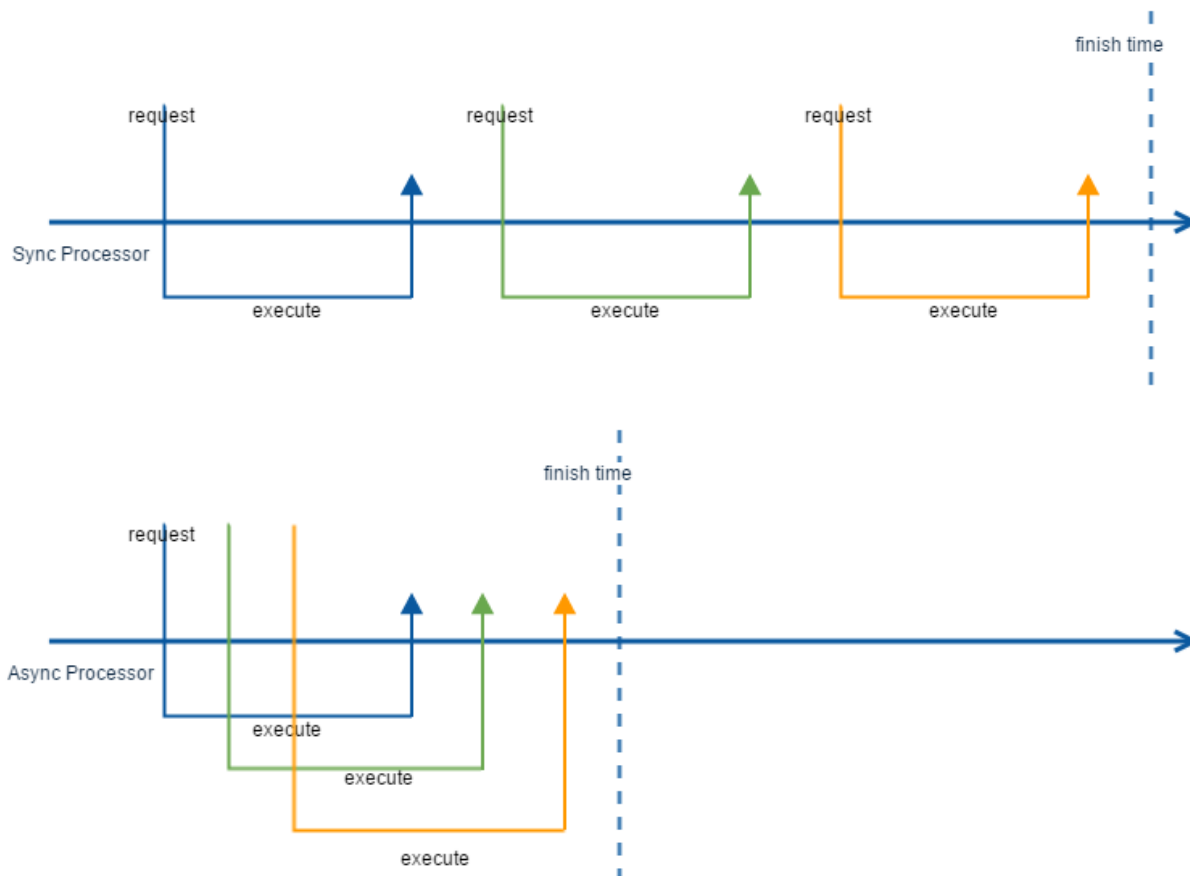 finish time
request
request
request
Sync Processor
execute
execute
execute
finish time
request
Async Processor
execute
execute
execute